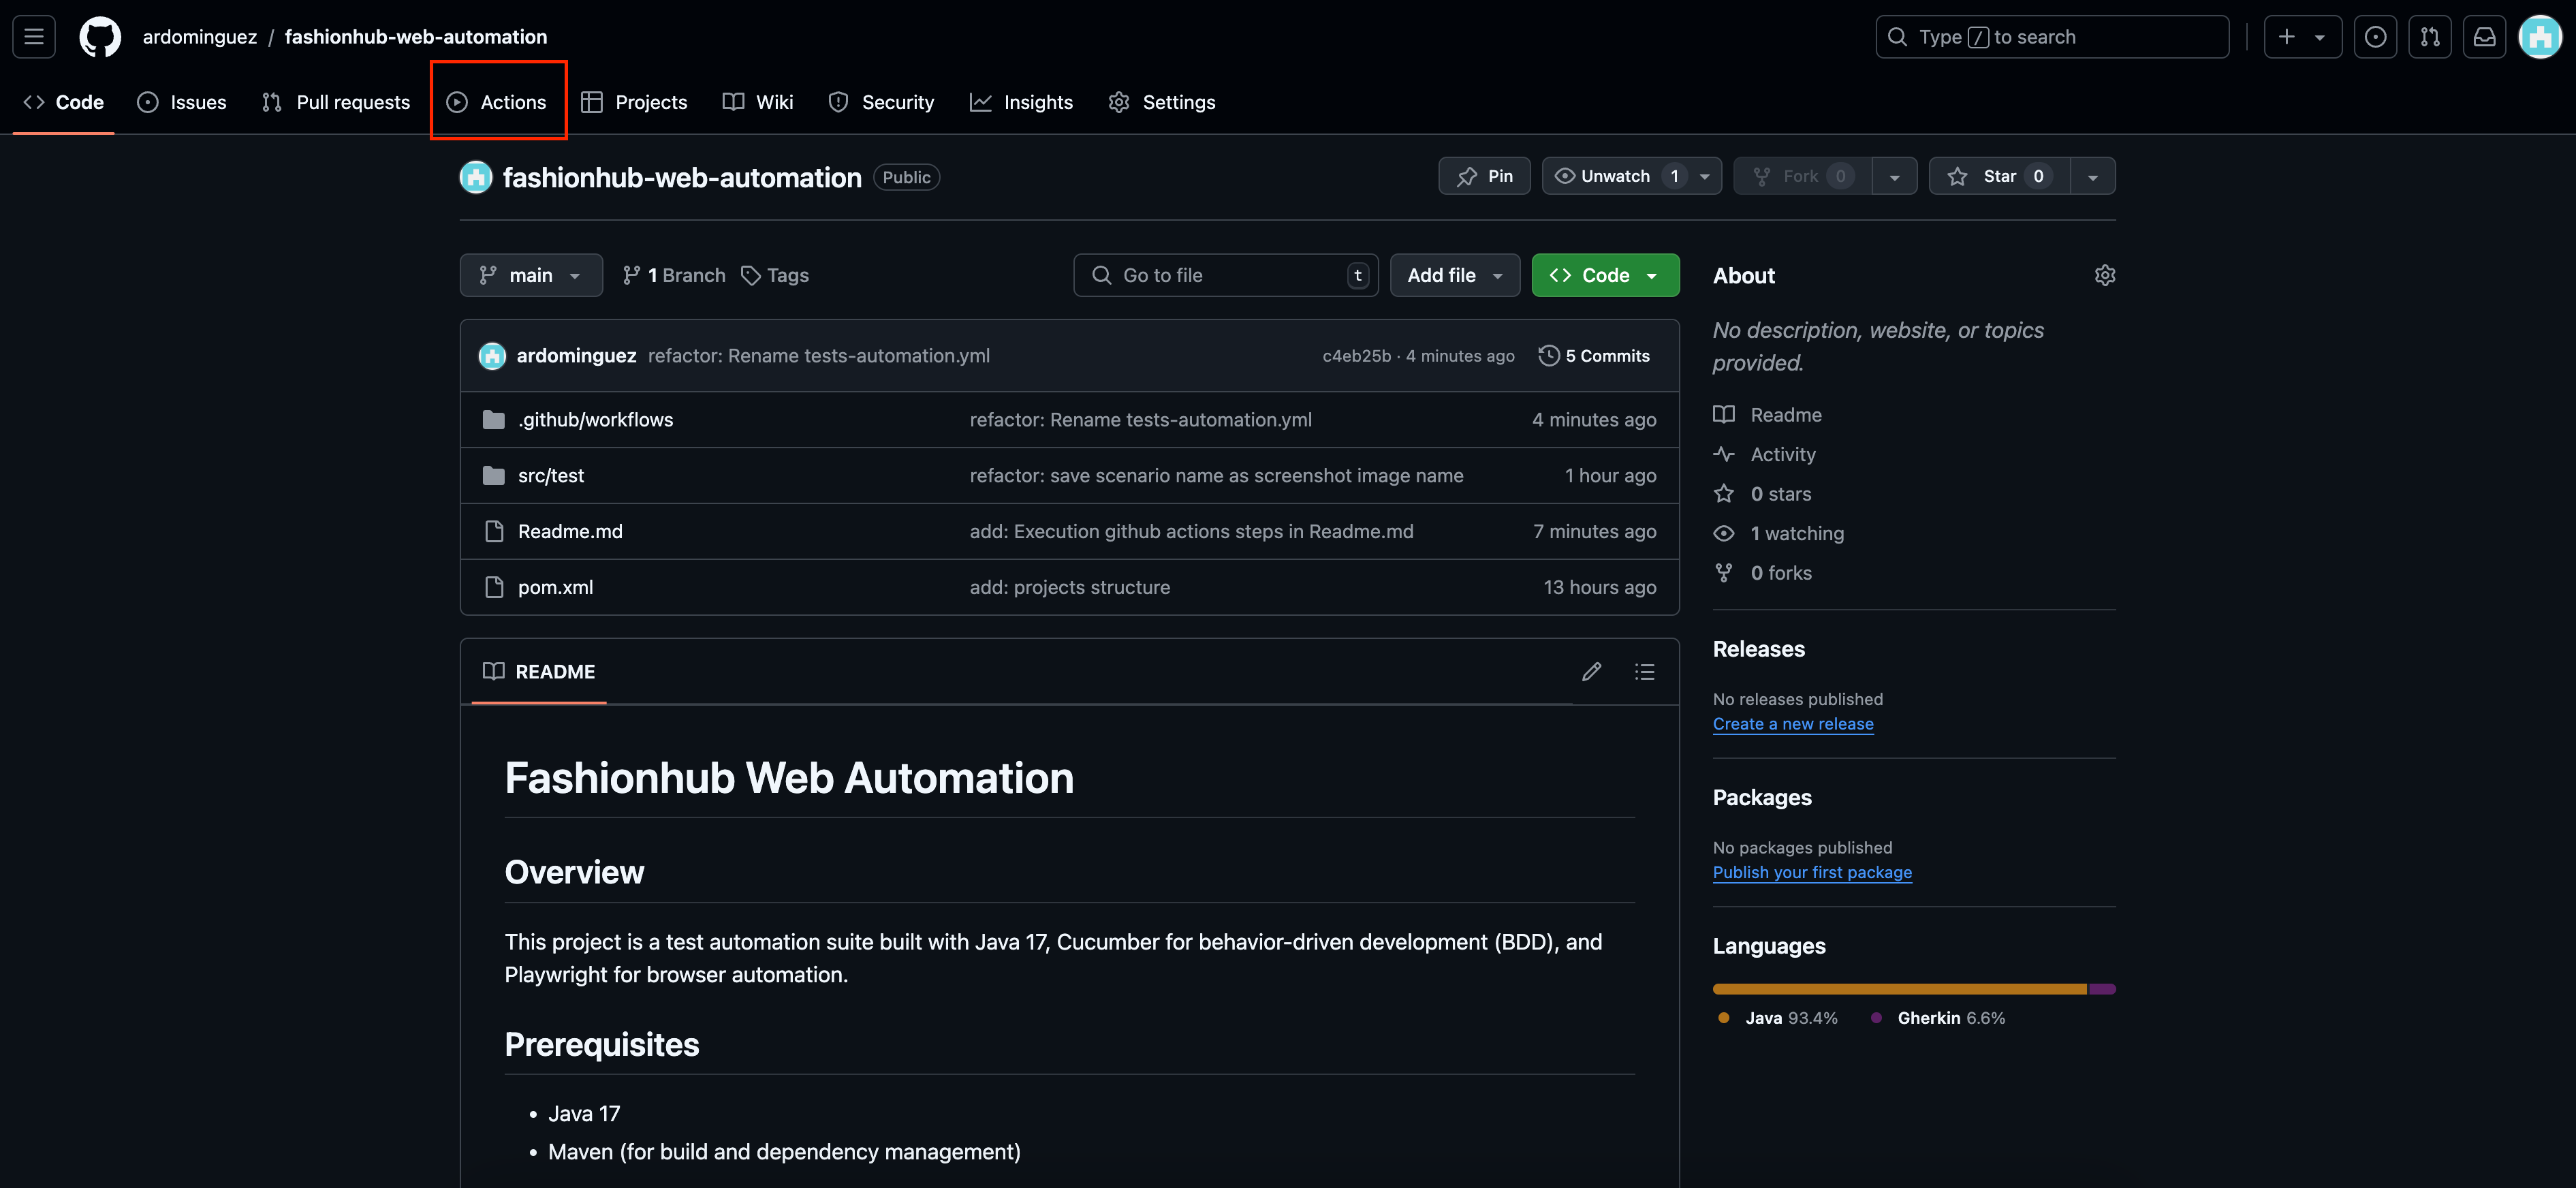 ardominguez / fashionhub-web-automation
Type / to search
Code Issues Pull requests Actions Projects Wiki Security Insights Settings
fashionhub-web-automation Public
Pin Unwatch 1 Fork 0 Star 0
main 1 Branch Tags Go to file t Add file Code
ardominguez refactor: Rename tests-automation.yml c4eb25b · 4 minutes ago 5 Commits
.github/workflows refactor: Rename tests-automation.yml 4 minutes ago
src/test refactor: save scenario name as screenshot image name 1 hour ago
Readme.md add: Execution github actions steps in Readme.md 7 minutes ago
pom.xml add: projects structure 13 hours ago
README
Fashionhub Web Automation
Overview
This project is a test automation suite built with Java 17, Cucumber for behavior-driven development (BDD), and
Playwright for browser automation.
Prerequisites
• Java 17
• Maven (for build and dependency management)
About
No description, website, or topics
provided.
Readme
Activity
0 stars
1 watching
0 forks
Releases
No releases published
Create a new release
Packages
No packages published
Publish your first package
Languages
Java 93.4% Gherkin 6.6%